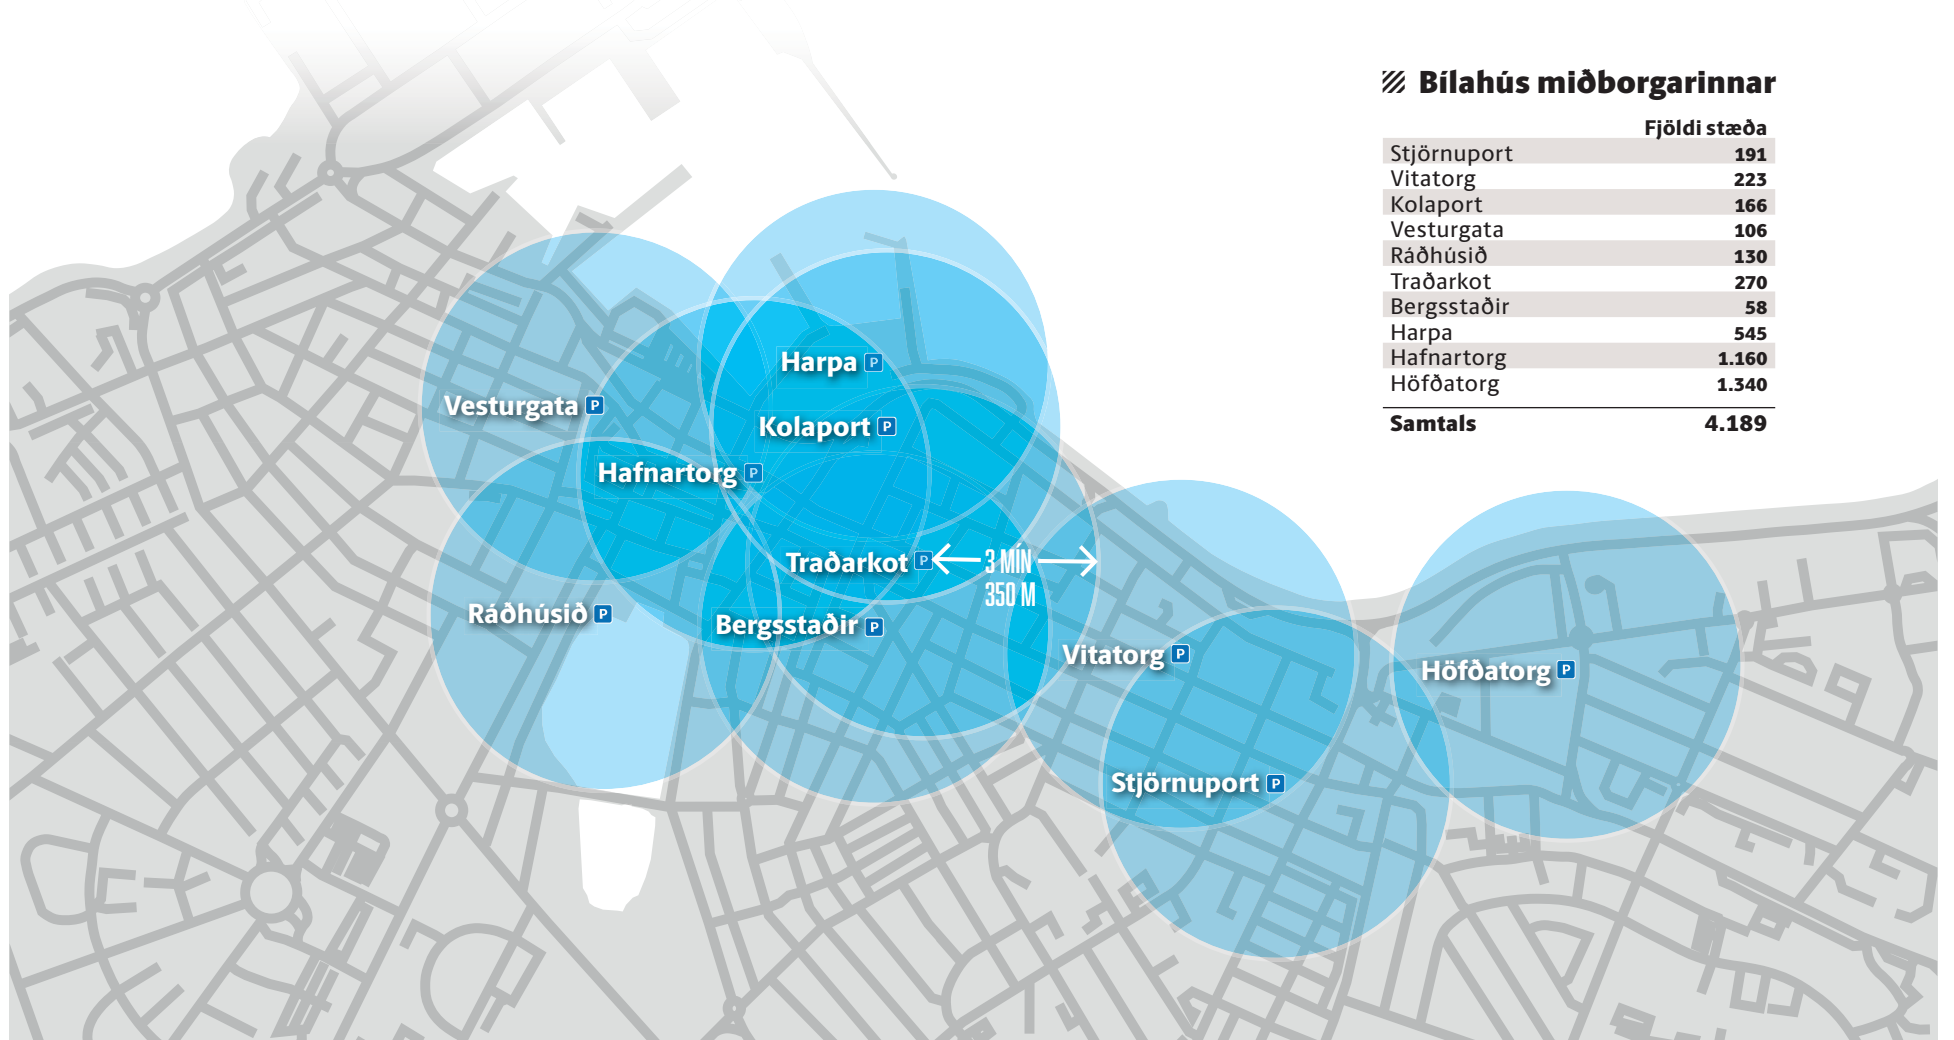 Bílahús miðborgarinnar
Fjöldi stæða
Stjörnuport 191
Vitatorg 223
Kolaport 166
Vesturgata 106
Ráðhúsið 130
Traðarkot 270
Bergsstaðir 58
Harpa 545
Hafnartorg 1.160
Höfðatorg 1.340
Samtals 4.189
Harpa P
Vesturgata P
Kolaport P
Hafnartorg P
Traðarkot P
3 MÍN
350 M
Ráðhúsið P
Bergsstaðir P
Vitatorg P
Höfðatorg P
Stjörnuport P